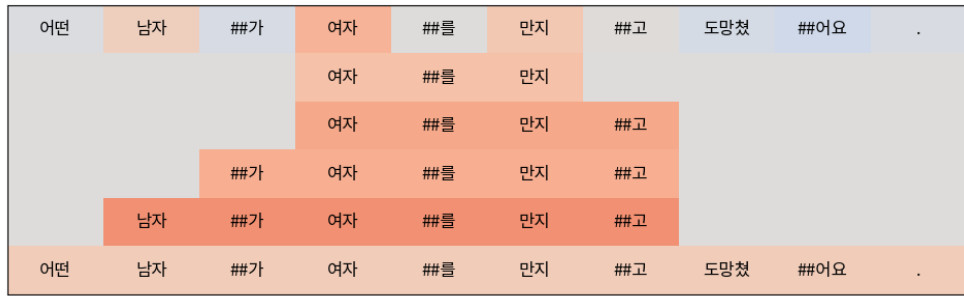 어떤 남자 ##가 여자 ##를 만지 ##고 도망쳤 ##어요 .
여자 ##를 만지
여자 ##를 만지 ##고
##가 여자 ##를 만지 ##고
남자 ##가 여자 ##를 만지 ##고
어떤 남자 ##가 여자 ##를 만지 ##고 도망쳤 ##어요 .